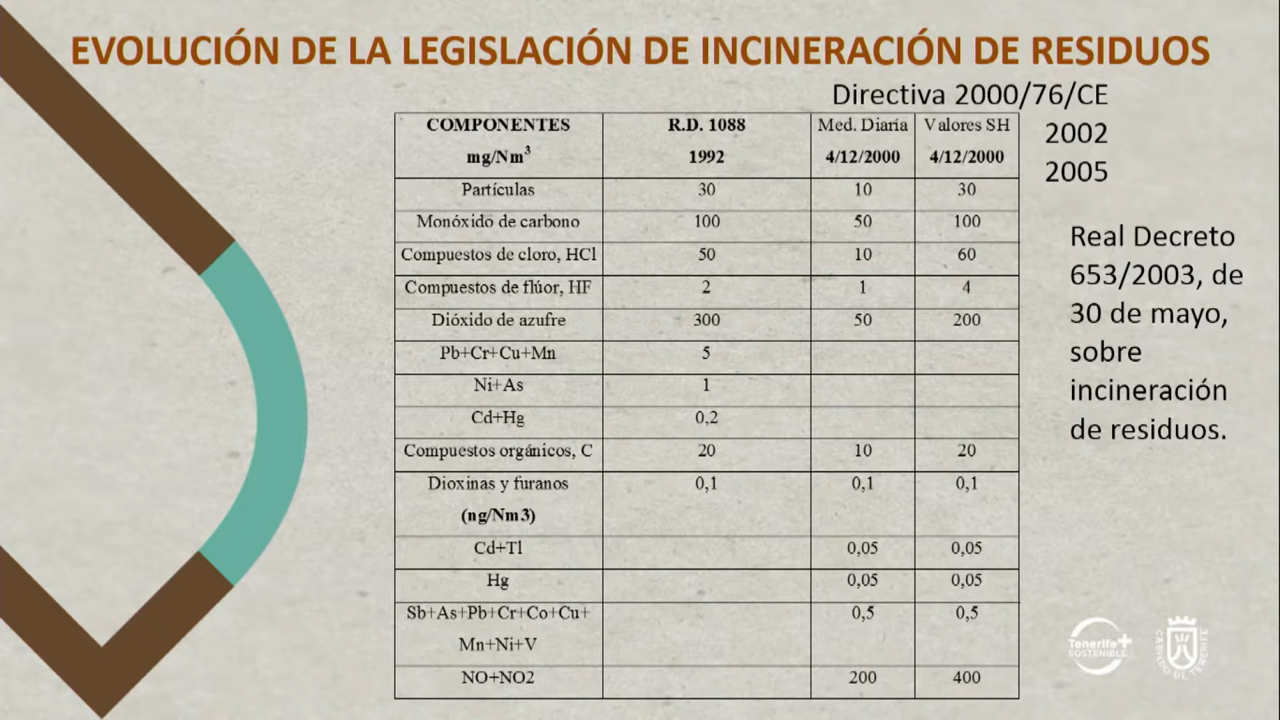 EVOLUCIÓN DE LA LEGISLACIÓN DE INCINERACIÓN DE RESIDUOS
Directiva 2000/76/CE
2002
2005
COMPONENTES R.D. 1088 Med. Diaría Valores SH
mg/Nm³ 1992 4/12/2000 4/12/2000
Partículas 30 10 30
Monóxido de carbono 100 50 100
Compuestos de cloro, HCl 50 10 60
Compuestos de flúor, HF 2 1 4
Dióxido de azufre 300 50 200
Pb+Cr+Cu+Mn 5
Ni+As 1
Cd+Hg 0,2
Compuestos orgánicos, C 20 10 20
Dioxinas y furanos 0,1 0,1 0,1
(ng/Nm3)
Cd+Tl 0,05 0,05
Hg 0,05 0,05
Sb+As+Pb+Cr+Co+Cu+ 0,5 0,5
Mn+Ni+V
NO+NO2 200 400
Real Decreto
653/2003, de
30 de mayo,
sobre
incineración
de residuos.
Tenerife+
SOSTENIBLE
CABILDO DE TENERIFE